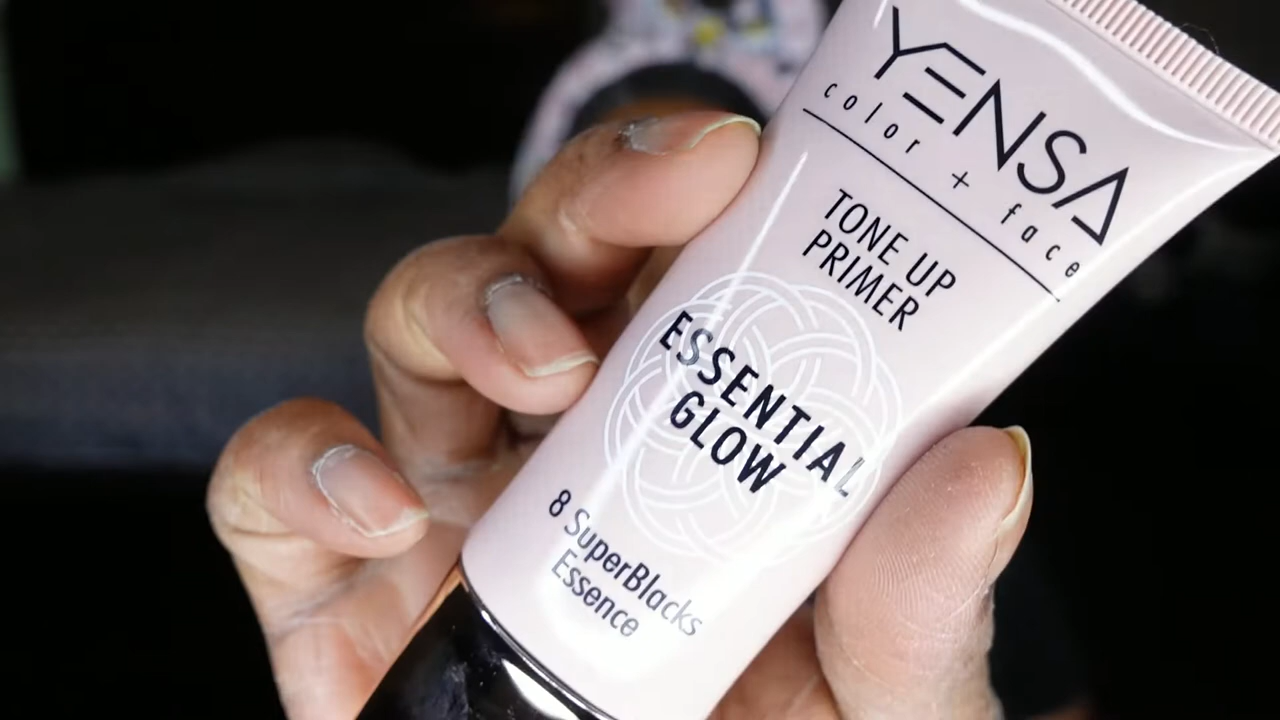 YENSA
color + face
TONE UP
PRIMER
ESSENTIAL
GLOW
8 SuperBlacks
Essence